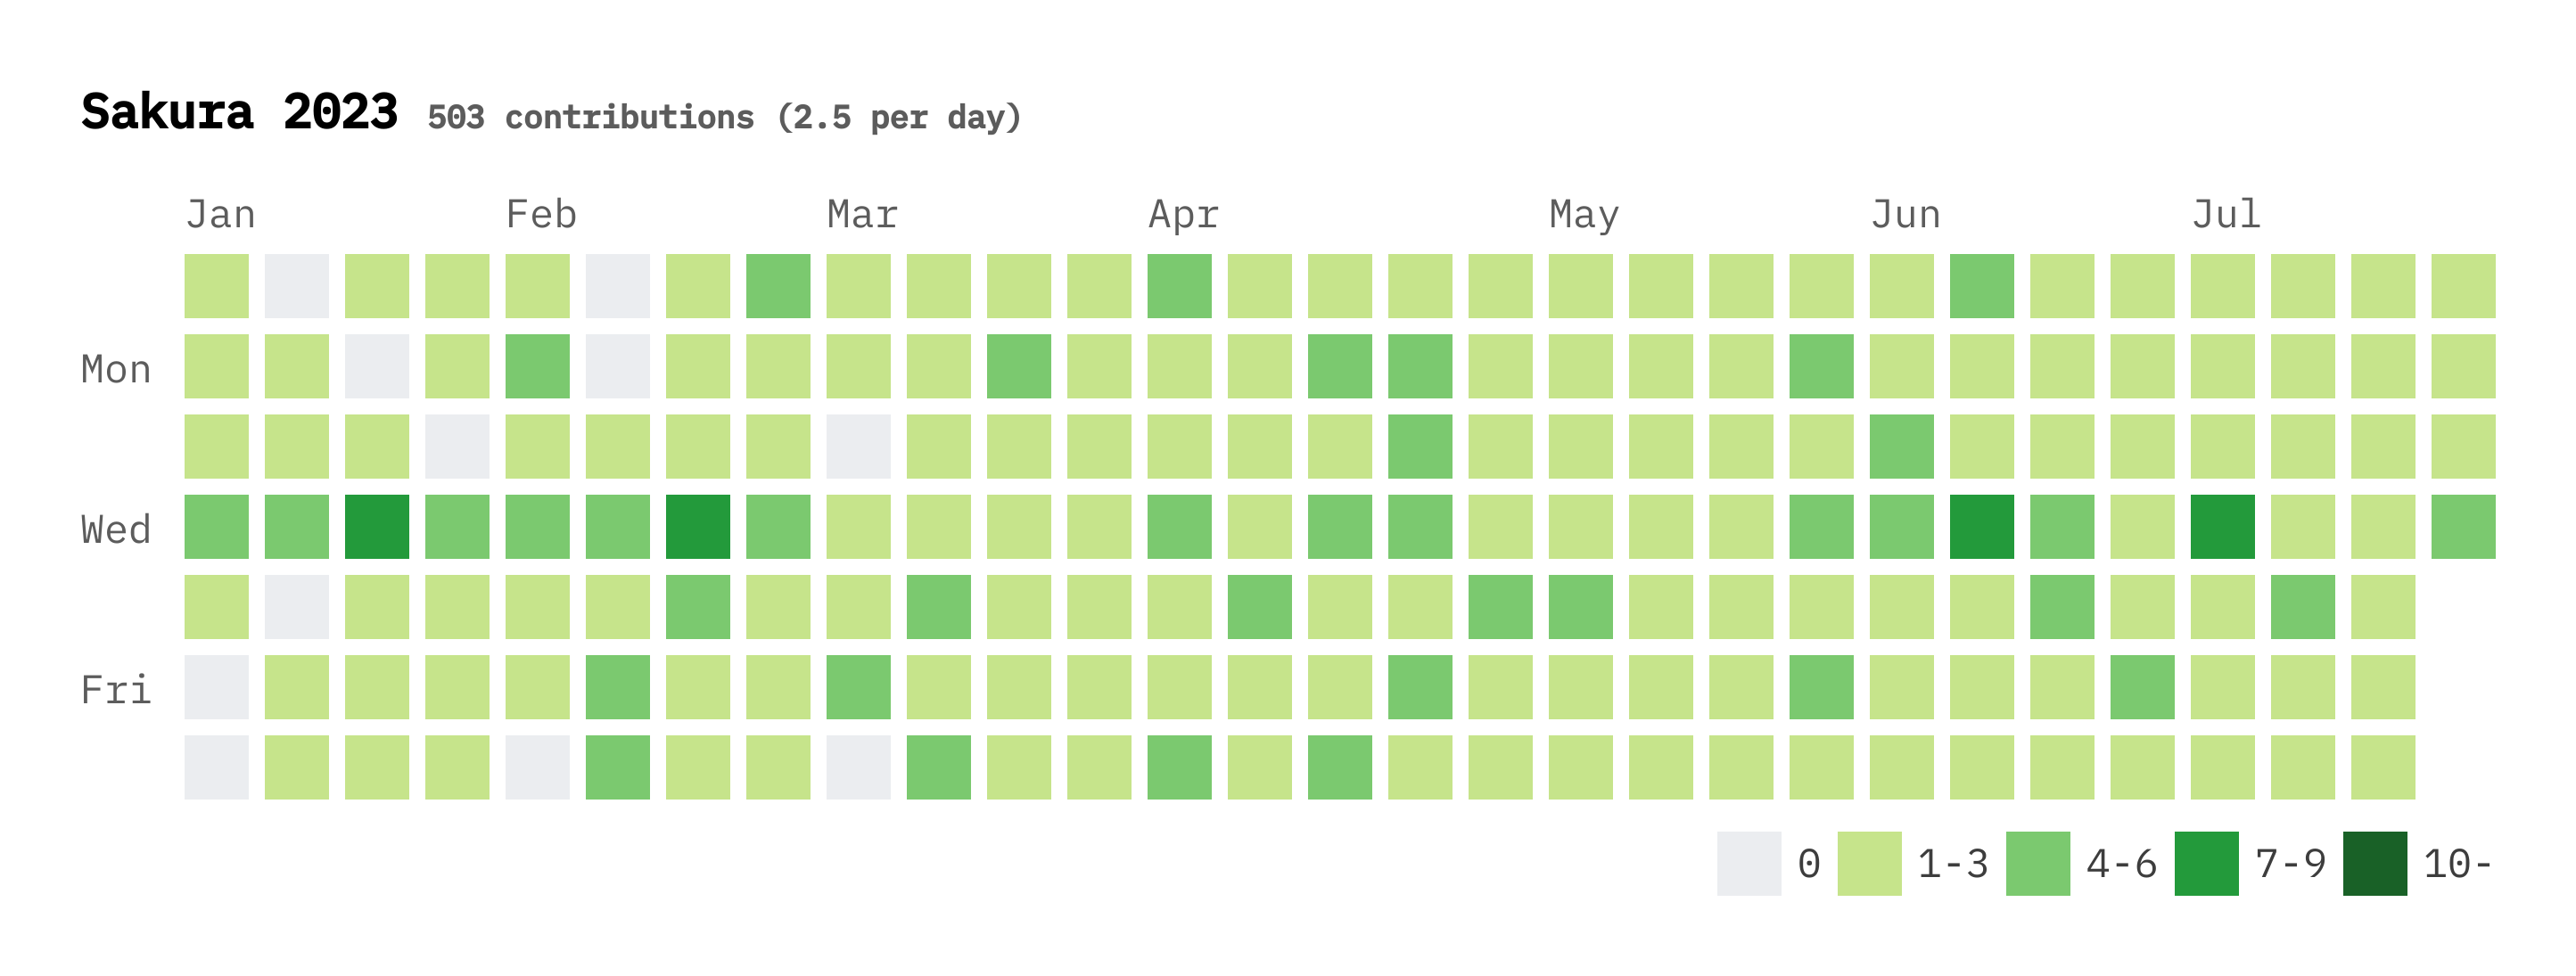 Sakura 2023 503 contributions (2.5 per day)
Jan Feb Mar Apr May Jun Jul
Mon
Wed
Fri
0 1-3 4-6 7-9 10-